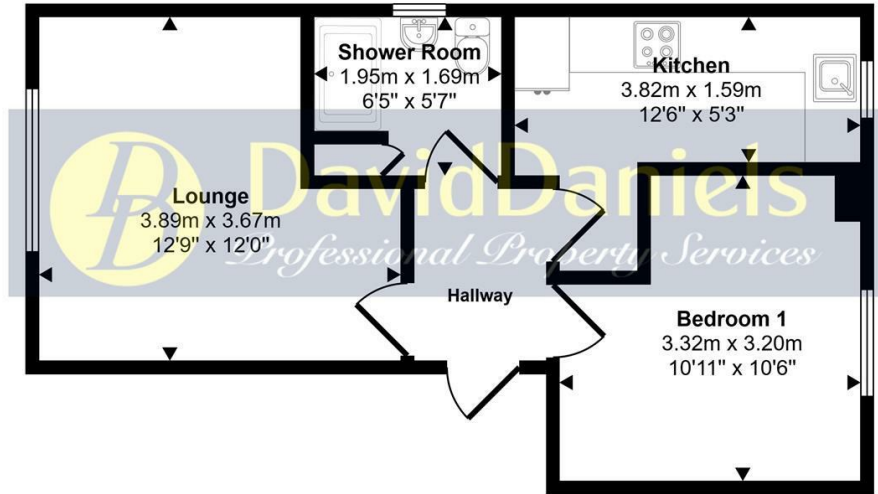 Shower Room
1.95m x 1.69m
6'5" x 5'7"
Kitchen
3.82m x 1.59m
12'6" x 5'3"
DD DavidDaniels
Professional Property Services
Lounge
3.89m x 3.67m
12'9" x 12'0"
Hallway
Bedroom 1
3.32m x 3.20m
10'11" x 10'6"